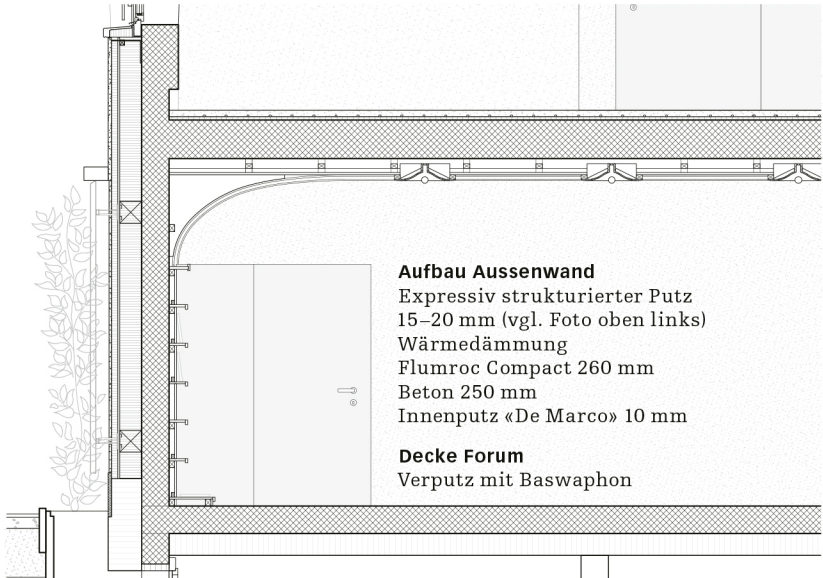 Aufbau Aussenwand
Expressiv strukturierter Putz
15–20 mm (vgl. Foto oben links)
Wärmedämmung
Flumroc Compact 260 mm
Beton 250 mm
Innenputz «De Marco» 10 mm
Decke Forum
Verputz mit Baswaphon